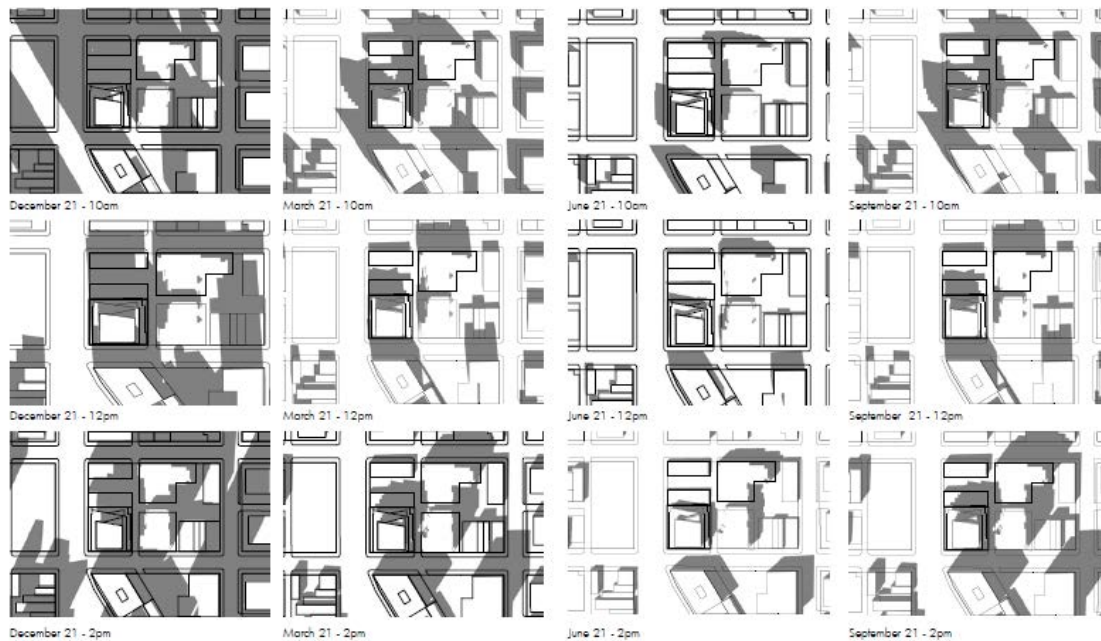 December 21 - 10am
March 21 - 10am
June 21 - 10am
September 21 - 10am
December 21 - 12pm
March 21 - 12pm
June 21 - 12pm
September 21 - 12pm
December 21 - 2pm
March 21 - 2pm
June 21 - 2pm
September 21 - 2pm